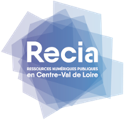 Recia
RESSOURCES NUMÉRIQUES PUBLIQUES
en Centre-Val de Loire